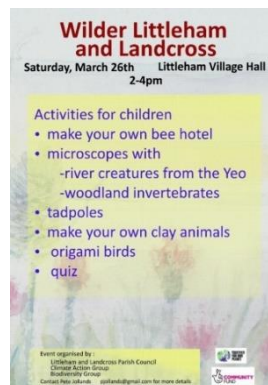 Wilder Littleham
and Landcross
Saturday, March 26th Littleham Village Hall
2-4pm
Activities for children
• make your own bee hotel
• microscopes with
-river creatures from the Yeo
-woodland invertebrates
• tadpoles
• make your own clay animals
• origami birds
• quiz
Event organised by :
Littleham and Landcross Parish Council
Climate Action Group
Biodiversity Group
Contact Pete
for more details
COMMUNITY
FUND